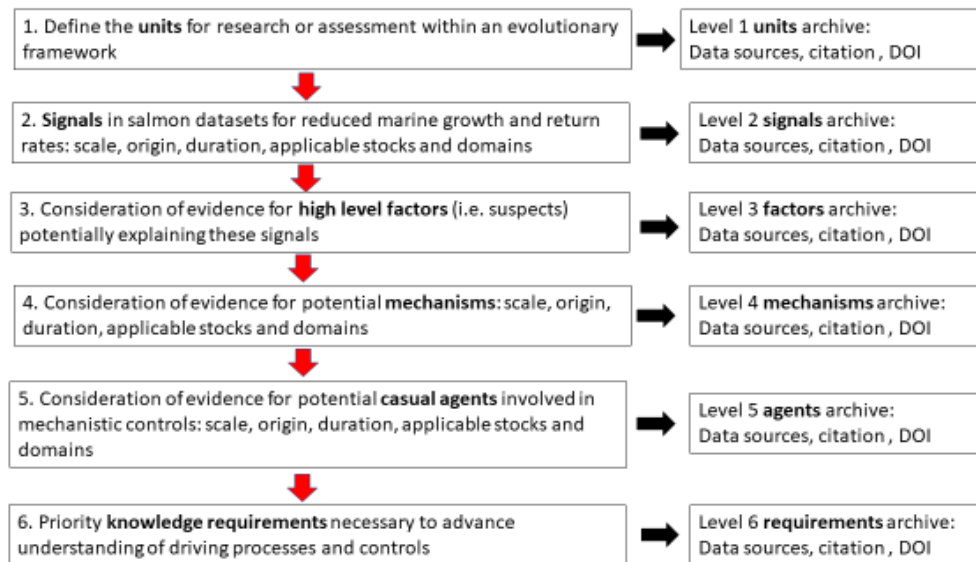 1. Define the units for research or assessment within an evolutionary
framework
Level 1 units archive:
Data sources, citation , DOI
2. Signals in salmon datasets for reduced marine growth and return
rates: scale, origin, duration, applicable stocks and domains
Level 2 signals archive:
Data sources, citation , DOI
3. Consideration of evidence for high level factors (i.e. suspects)
potentially explaining these signals
Level 3 factors archive:
Data sources, citation , DOI
4. Consideration of evidence for potential mechanisms: scale, origin,
duration, applicable stocks and domains
Level 4 mechanisms archive:
Data sources, citation , DOI
5. Consideration of evidence for potential casual agents involved in
mechanistic controls: scale, origin, duration, applicable stocks and
domains
Level 5 agents archive:
Data sources, citation , DOI
6. Priority knowledge requirements necessary to advance
understanding of driving processes and controls
Level 6 requirements archive:
Data sources, citation , DOI